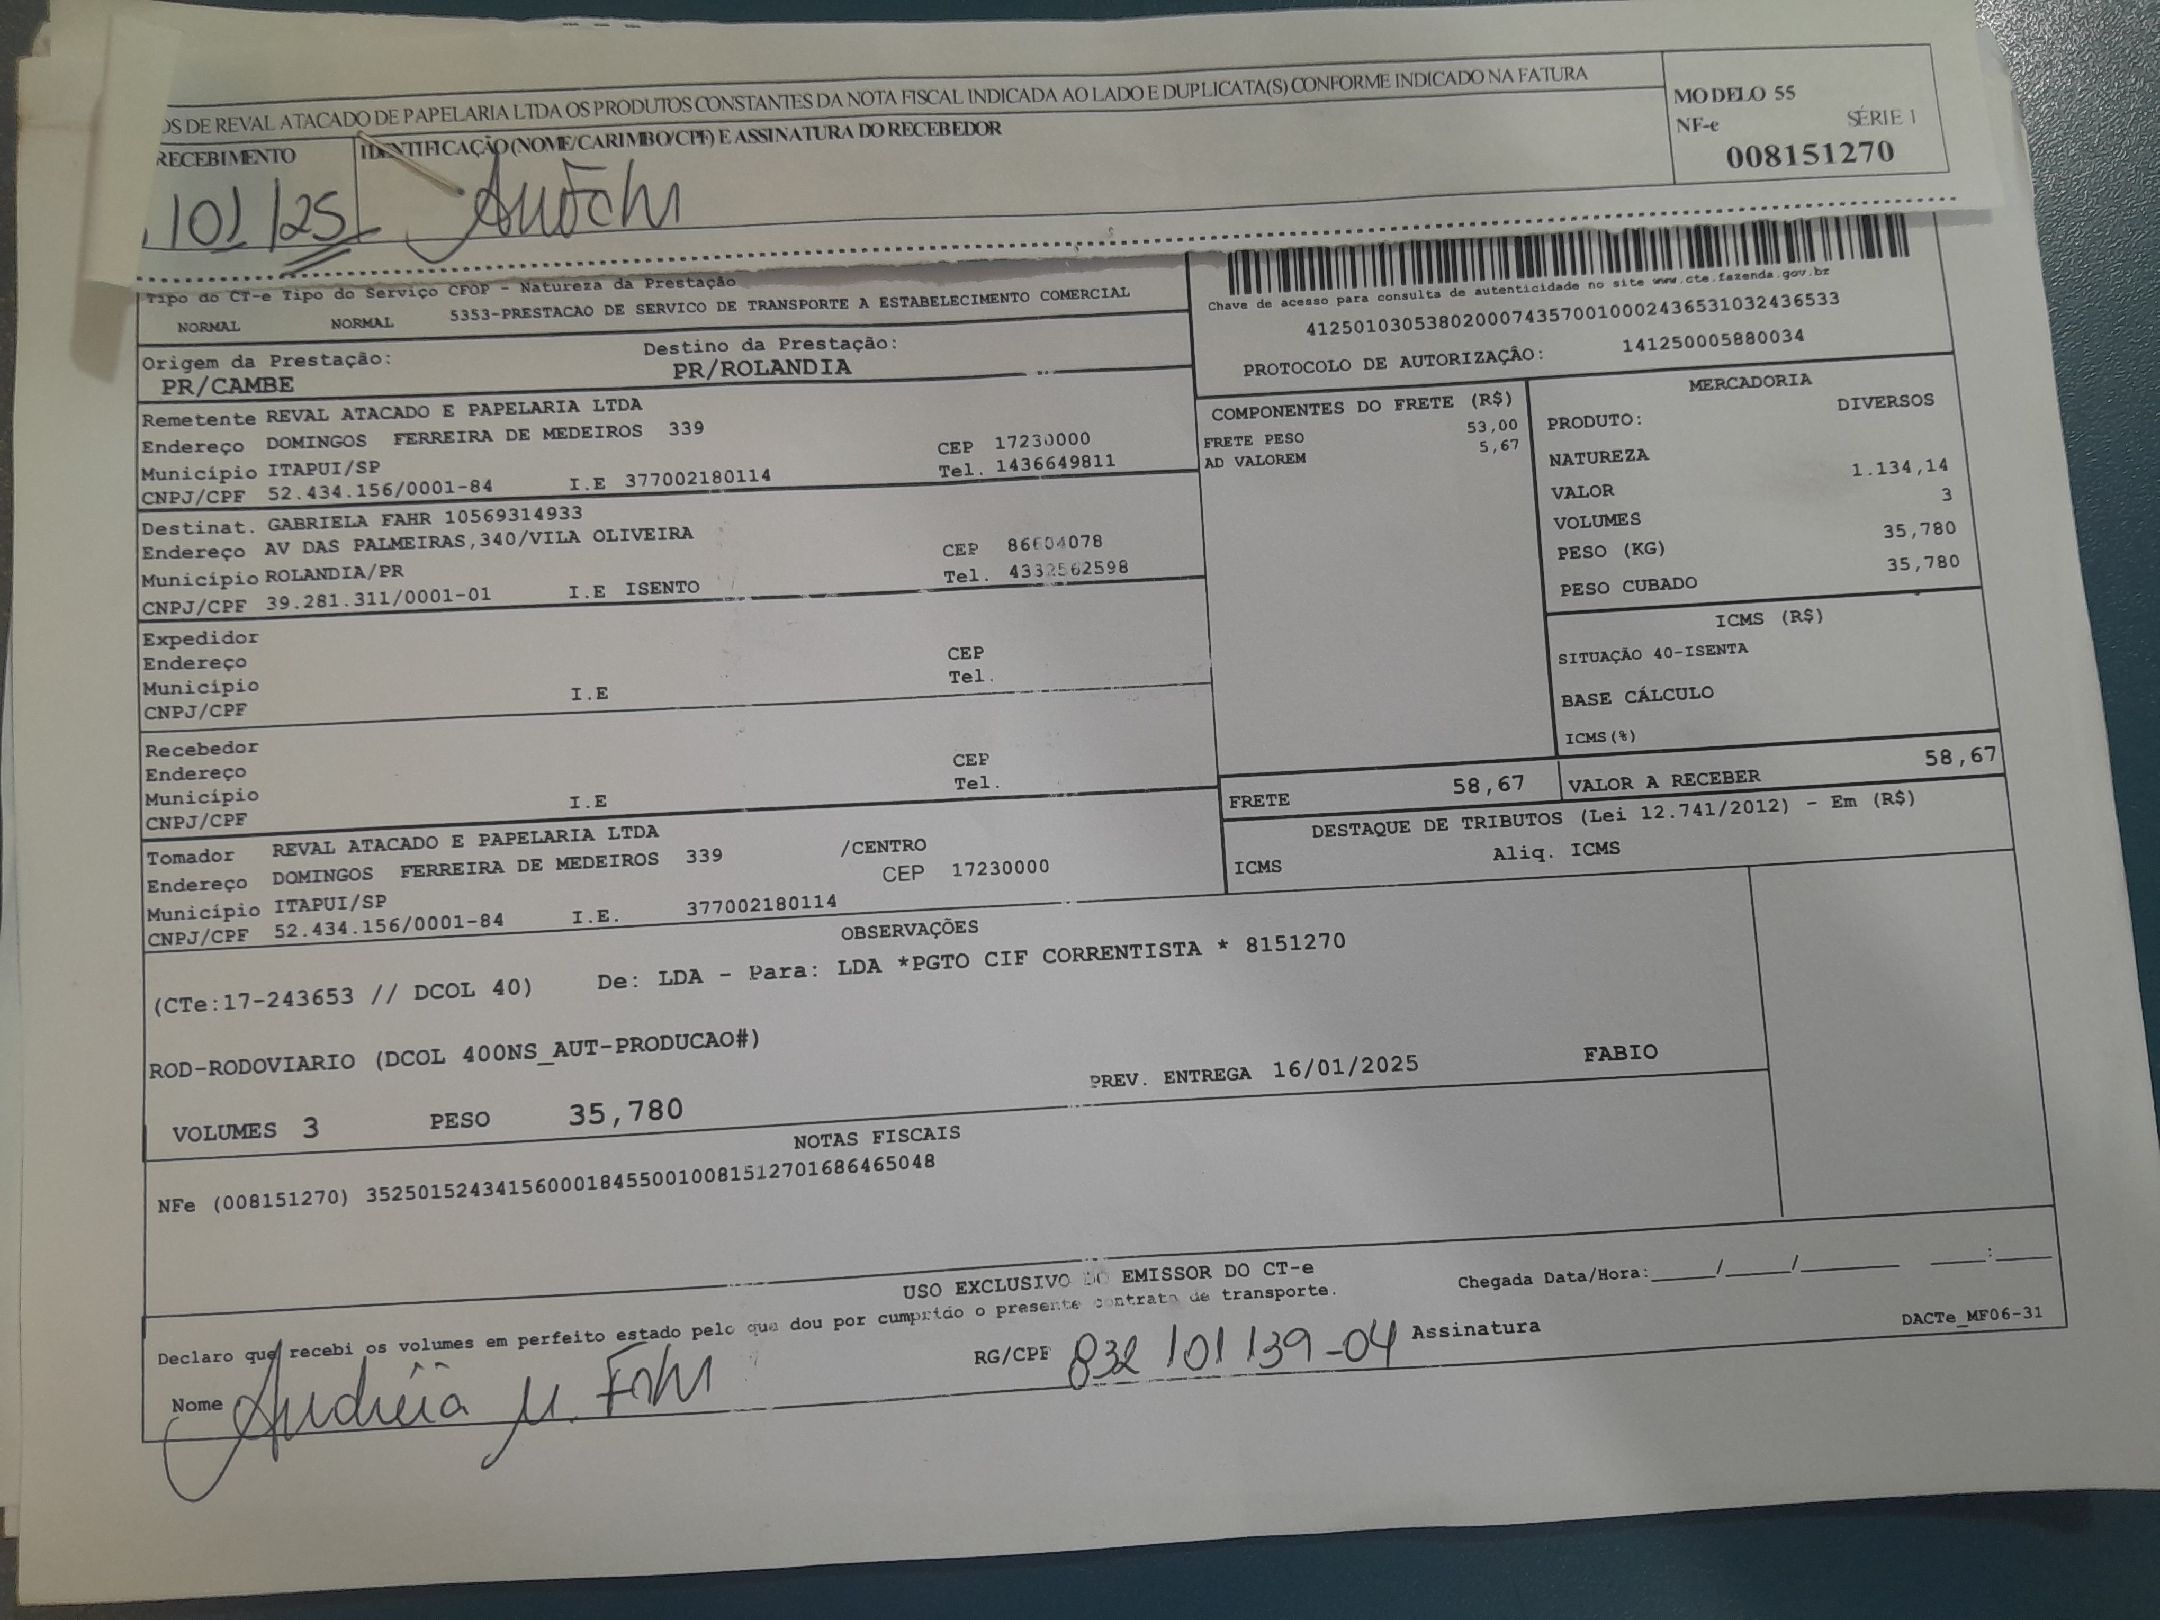 OS DE REVAL ATACADO DE PAPELARIA LTDA OS PRODUTOS CONSTANTES DA NOTA FISCAL INDICADA AO LADO E DUPLICATA(S) CONFORME INDICADO NA FATURA
RECEBIMENTO
IDENTIFICAÇÃO (NOME/CARIMBO/CPF) E ASSINATURA DO RECEBEDOR
MODELO 55
NF-e SÉRIE 1
008151270
/01/25
Tipo do CT-e Tipo do Serviço CFOP - Natureza da Prestação
NORMAL NORMAL 5353-PRESTACAO DE SERVICO DE TRANSPORTE A ESTABELECIMENTO COMERCIAL
Chave de acesso para consulta de autenticidade no site www.cte.fazenda.gov.br
41250103053802000743570010002436531032436533
PROTOCOLO DE AUTORIZAÇÃO: 141250005880034
Origem da Prestação: Destino da Prestação:
PR/CAMBE PR/ROLANDIA
Remetente REVAL ATACADO E PAPELARIA LTDA
Endereço DOMINGOS FERREIRA DE MEDEIROS 339 CEP 17230000
Município ITAPUI/SP Tel. 1436649811
CNPJ/CPF 52.434.156/0001-84 I.E 377002180114
Destinat. GABRIELA FAHR 10569314933
Endereço AV DAS PALMEIRAS,340/VILA OLIVEIRA CEP 86604078
Município ROLANDIA/PR Tel. 4332562598
CNPJ/CPF 39.281.311/0001-01 I.E ISENTO
Expedidor
Endereço CEP
Município Tel.
CNPJ/CPF I.E
Recebedor
Endereço CEP
Município Tel.
CNPJ/CPF I.E
Tomador REVAL ATACADO E PAPELARIA LTDA
Endereço DOMINGOS FERREIRA DE MEDEIROS 339 /CENTRO
Município ITAPUI/SP CEP 17230000
CNPJ/CPF 52.434.156/0001-84 I.E. 377002180114
COMPONENTES DO FRETE (R$)
FRETE PESO 53,00
AD VALOREM 5,67
MERCADORIA
PRODUTO: DIVERSOS
NATUREZA
VALOR 1.134,14
VOLUMES 3
PESO (KG) 35,780
PESO CUBADO 35,780
ICMS (R$)
SITUAÇÃO 40-ISENTA
BASE CÁLCULO
ICMS(%)
FRETE 58,67 VALOR A RECEBER 58,67
DESTAQUE DE TRIBUTOS (Lei 12.741/2012) - Em (R$)
ICMS Aliq. ICMS
OBSERVAÇÕES
(CTe:17-243653 // DCOL 40) De: LDA - Para: LDA *PGTO CIF CORRENTISTA * 8151270
ROD-RODOVIARIO (DCOL 400NS_AUT-PRODUCAO#)
PREV. ENTREGA 16/01/2025 FABIO
VOLUMES 3 PESO 35,780
NOTAS FISCAIS
NFe (008151270) 35250152434156000184550010081512701686465048
USO EXCLUSIVO DO EMISSOR DO CT-e
Chegada Data/Hora:____/____/______ ____:____
Declaro que recebi os volumes em perfeito estado pelo que dou por cumprido o presente contrato de transporte.
DACTe_MF06-31
Nome Andréia M. Fahr RG/CPF 832 101 139-04 Assinatura